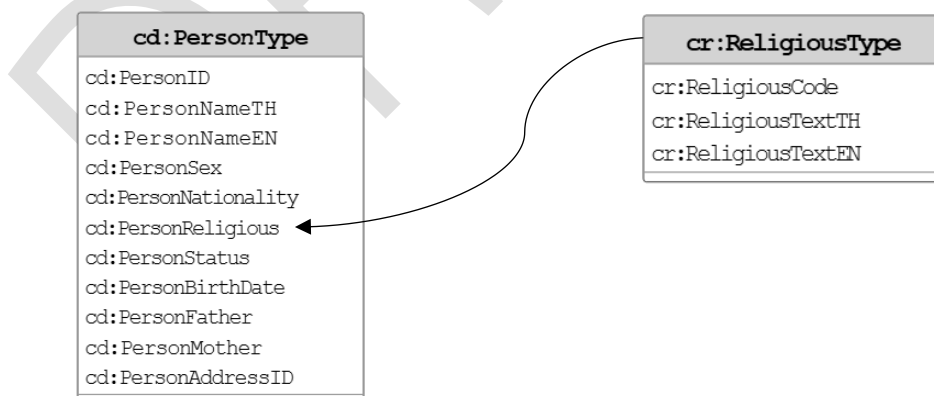 cd:PersonType
cd:PersonID
cd:PersonNameTH
cd:PersonNameEN
cd:PersonSex
cd:PersonNationality
cd:PersonReligious
cd:PersonStatus
cd:PersonBirthDate
cd:PersonFather
cd:PersonMother
cd:PersonAddressID
cr:ReligiousType
cr:ReligiousCode
cr:ReligiousTextTH
cr:ReligiousTextEN